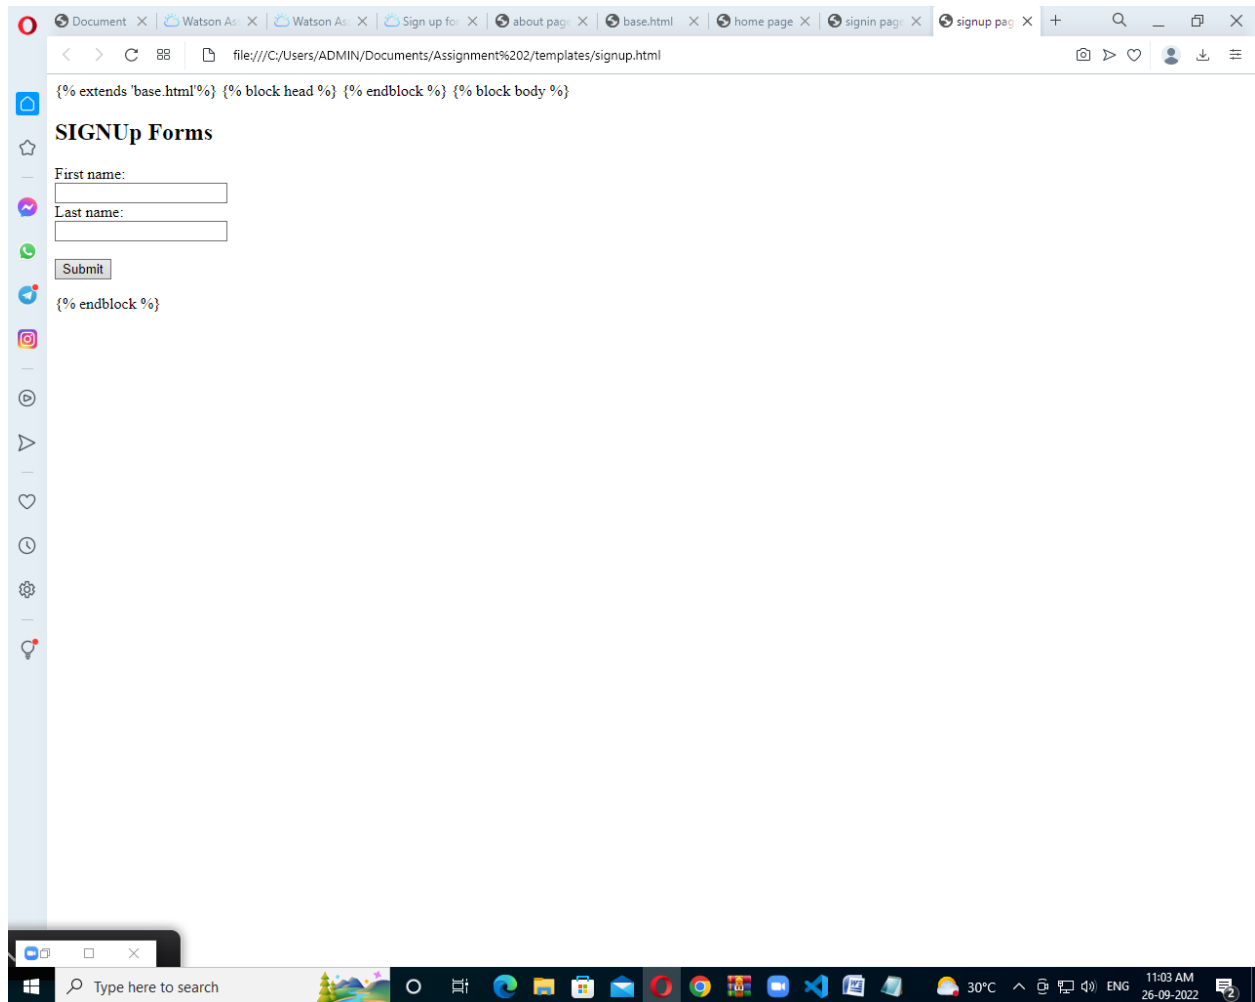 Document
Watson As
Watson As
Sign up for
about page
base.html
home page
signin page
signup pag
file:///C:/Users/ADMIN/Documents/Assignment%202/templates/signup.html
{% extends 'base.html'%} {% block head %} {% endblock %} {% block body %}
SIGNUp Forms
First name:
Last name:
Submit
{% endblock %}
Type here to search
30°C
ENG
11:03 AM
26-09-2022
2